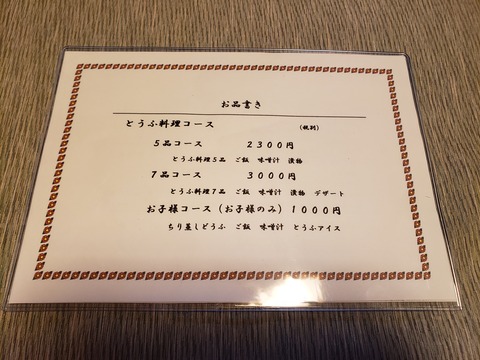 お品書き
とうふ料理コース （税別）
5品コース 2300円
とうふ料理5品 ご飯 味噌汁 漬物
7品コース 3000円
とうふ料理7品 ご飯 味噌汁 漬物 デザート
お子様コース（お子様のみ）1000円
ちり蒸しどうふ ご飯 味噌汁 とうふアイス